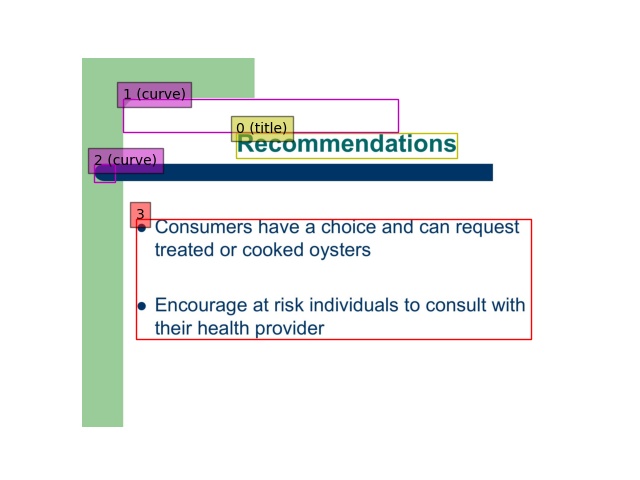 1 (curve)
0 (title)
Recommendations
2 (curve)
3
● Consumers have a choice and can request
treated or cooked oysters
● Encourage at risk individuals to consult with
their health provider